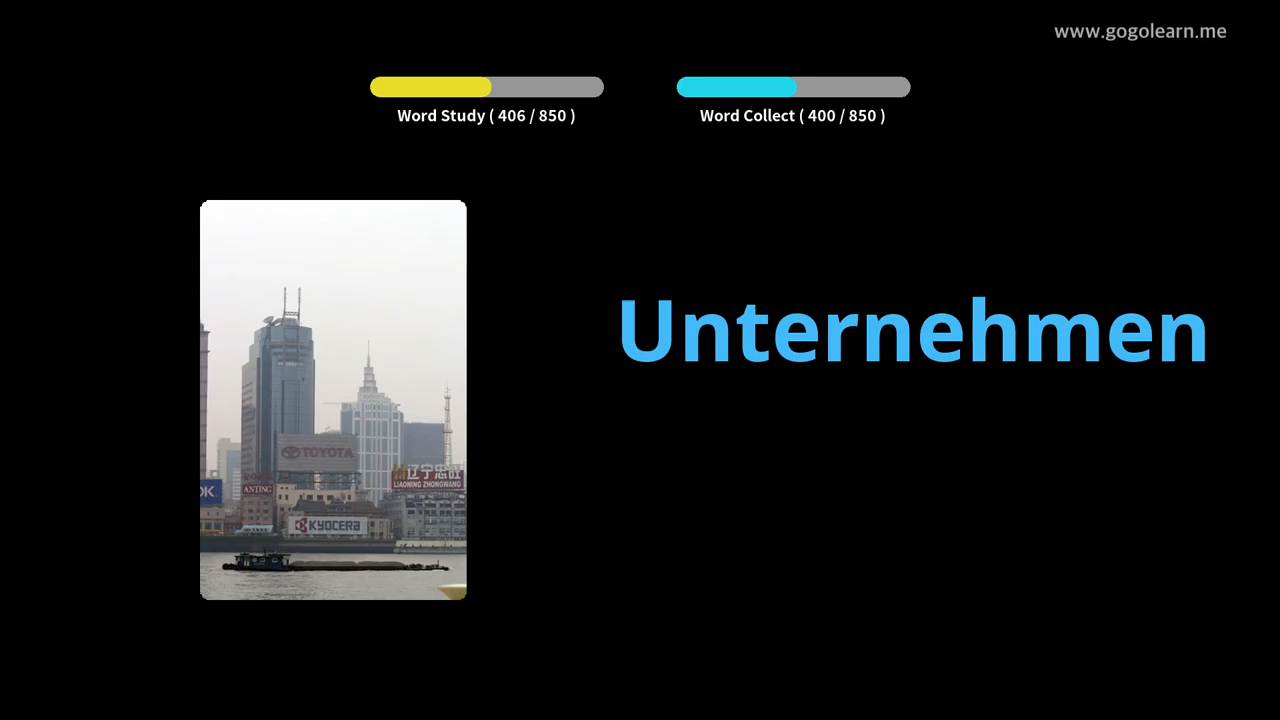 www.gogolearn.me
Word Study ( 406 / 850 )
Word Collect ( 400 / 850 )
Unternehmen
TOYOTA
辽宁忠旺
LIAONING ZHONGWANG
OK
ANTING
KYOCERA